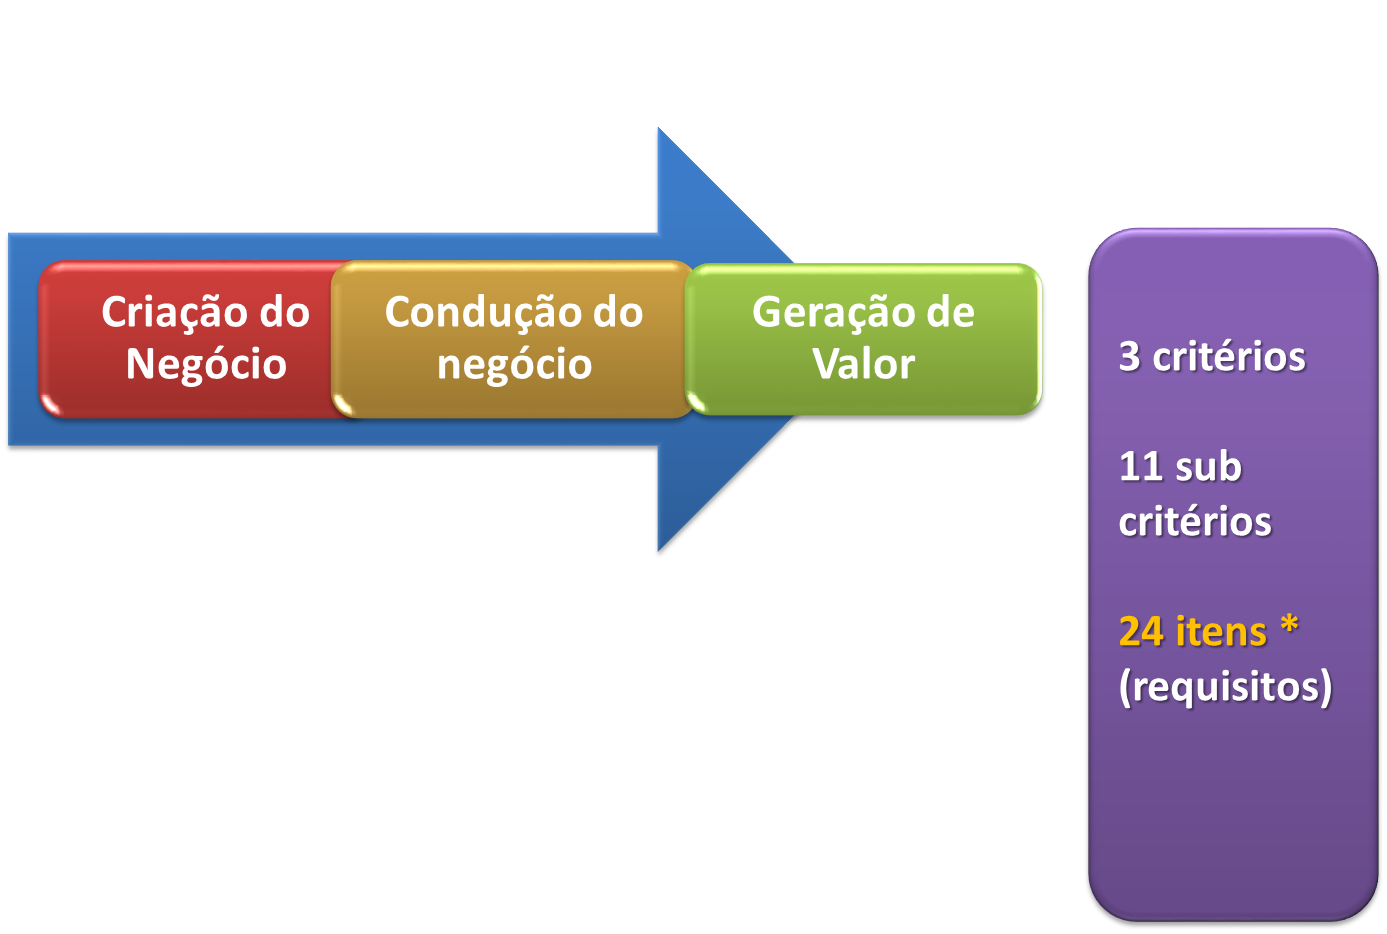 Criação do
Negócio
Condução do
negócio
Geração de
Valor
3 critérios
11 sub
critérios
24 itens *
(requisitos)